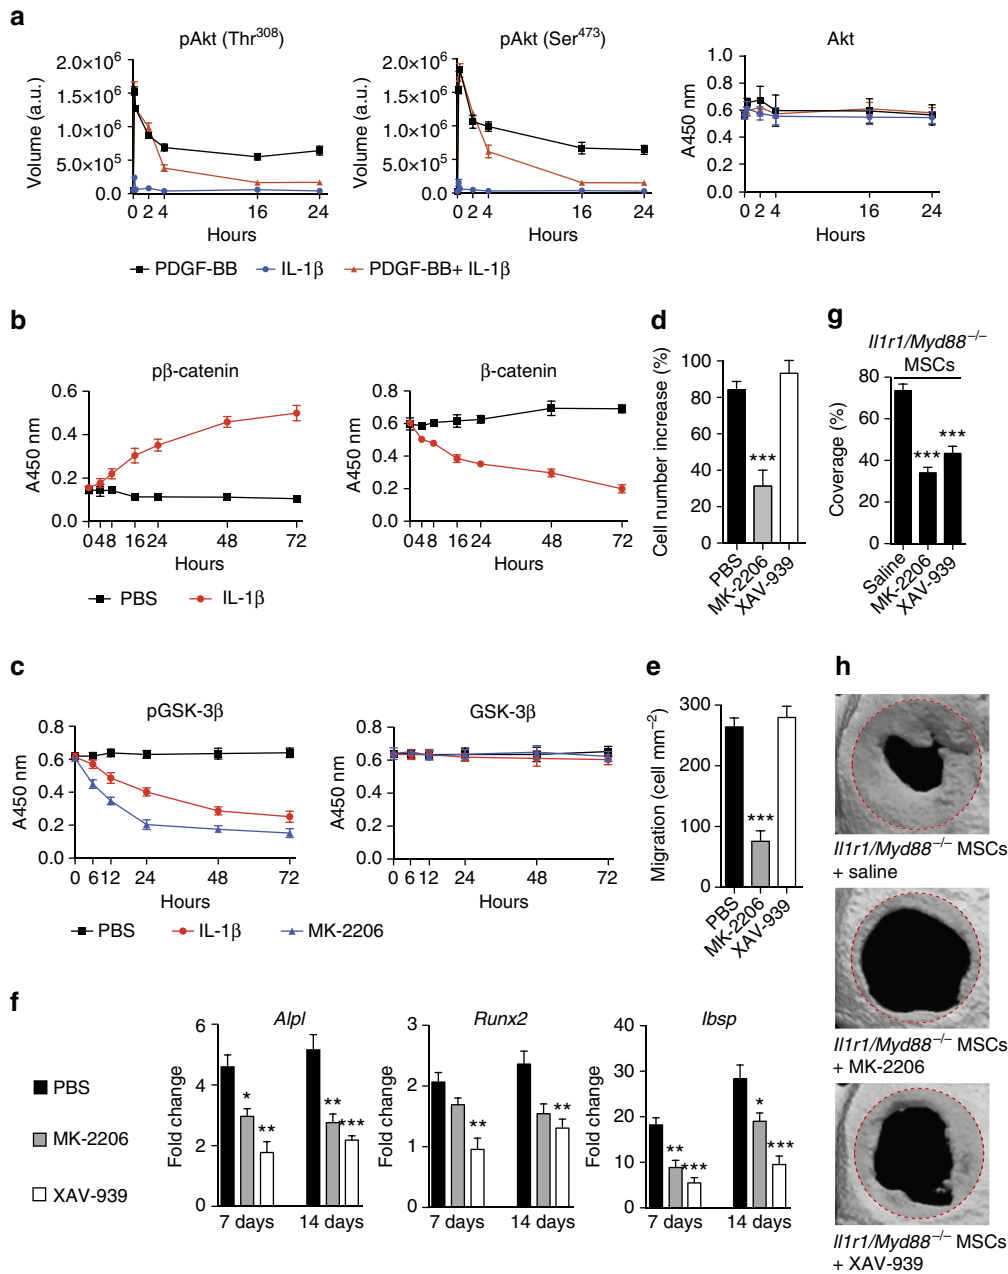 a
pAkt (Thr308)
Volume (a.u.)
2.0×10^6
1.5×10^6
1.0×10^6
5.0×10^5
0
0 2 4 16 24
Hours
pAkt (Ser473)
Volume (a.u.)
2.0×10^6
1.5×10^6
1.0×10^6
5.0×10^5
0
0 2 4 16 24
Hours
Akt
A450 nm
1.0
0.8
0.6
0.4
0.2
0.0
0 2 4 16 24
Hours
PDGF-BB IL-1β PDGF-BB+ IL-1β
b
pβ-catenin
A450 nm
0.6
0.4
0.2
0.0
0 4 8 16 24 48 72
Hours
β-catenin
A450 nm
0.8
0.6
0.4
0.2
0.0
0 4 8 16 24 48 72
Hours
PBS IL-1β
c
pGSK-3β
A450 nm
0.8
0.6
0.4
0.2
0.0
0 6 12 24 48 72
Hours
GSK-3β
A450 nm
0.8
0.6
0.4
0.2
0.0
0 6 12 24 48 72
Hours
PBS IL-1β MK-2206
d
Cell number increase (%)
100
80
60
40
20
0
***
PBS
MK-2206
XAV-939
e
Migration (cell mm−2)
300
200
100
0
***
PBS
MK-2206
XAV-939
f
PBS
MK-2206
XAV-939
Alpl
Fold change
6
4
2
0
* ** ** ***
7 days 14 days
Runx2
Fold change
3
2
1
0
** **
7 days 14 days
Ibsp
Fold change
40
30
20
10
0
** *** * ***
7 days 14 days
g
Il1r1/Myd88−/−
MSCs
Coverage (%)
80
60
40
20
0
*** ***
Saline
MK-2206
XAV-939
h
Il1r1/Myd88−/− MSCs
+ saline
Il1r1/Myd88−/− MSCs
+ MK-2206
Il1r1/Myd88−/− MSCs
+ XAV-939